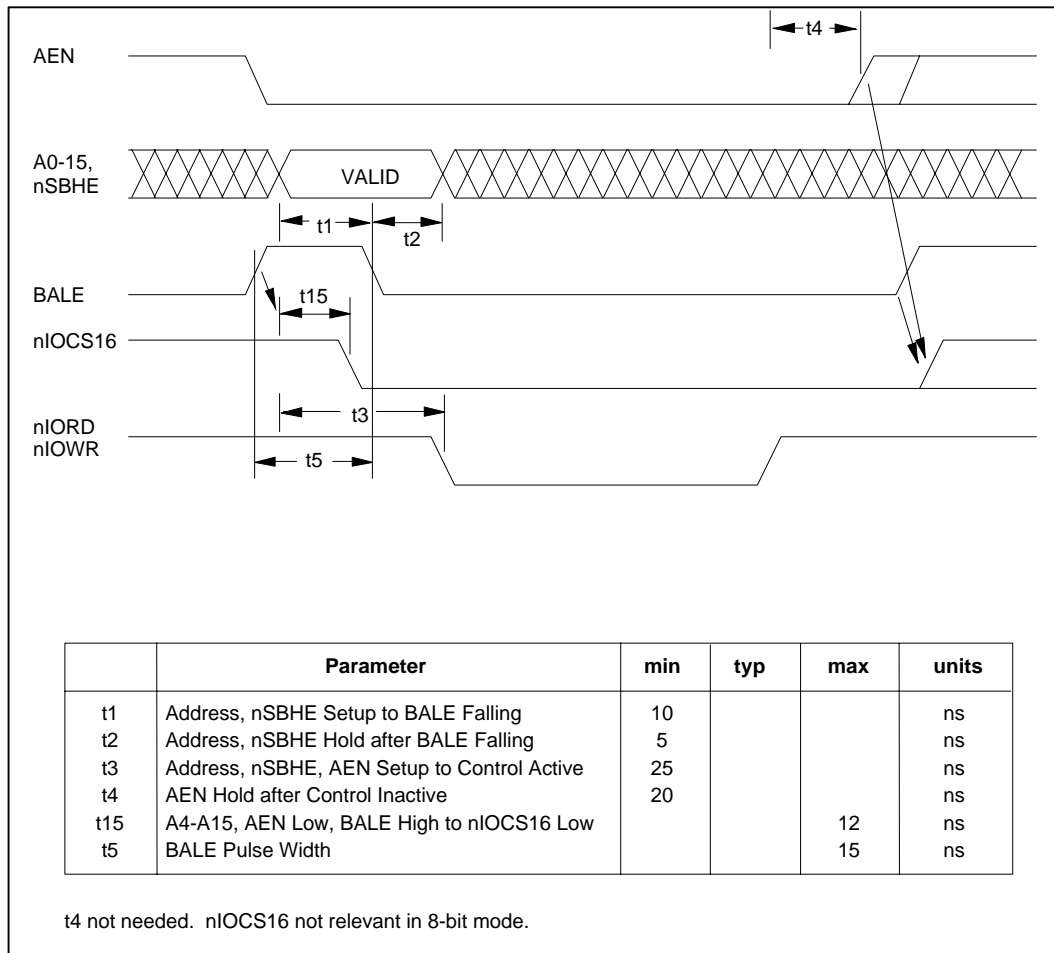 t4
AEN
A0-15,
nSBHE
VALID
t1
t2
BALE
t15
nIOCS16
t3
nIORD
nIOWR
t5
Parameter min typ max units
t1 Address, nSBHE Setup to BALE Falling 10 ns
t2 Address, nSBHE Hold after BALE Falling 5 ns
t3 Address, nSBHE, AEN Setup to Control Active 25 ns
t4 AEN Hold after Control Inactive 20 ns
t15 A4-A15, AEN Low, BALE High to nIOCS16 Low 12 ns
t5 BALE Pulse Width 15 ns
t4 not needed. nIOCS16 not relevant in 8-bit mode.